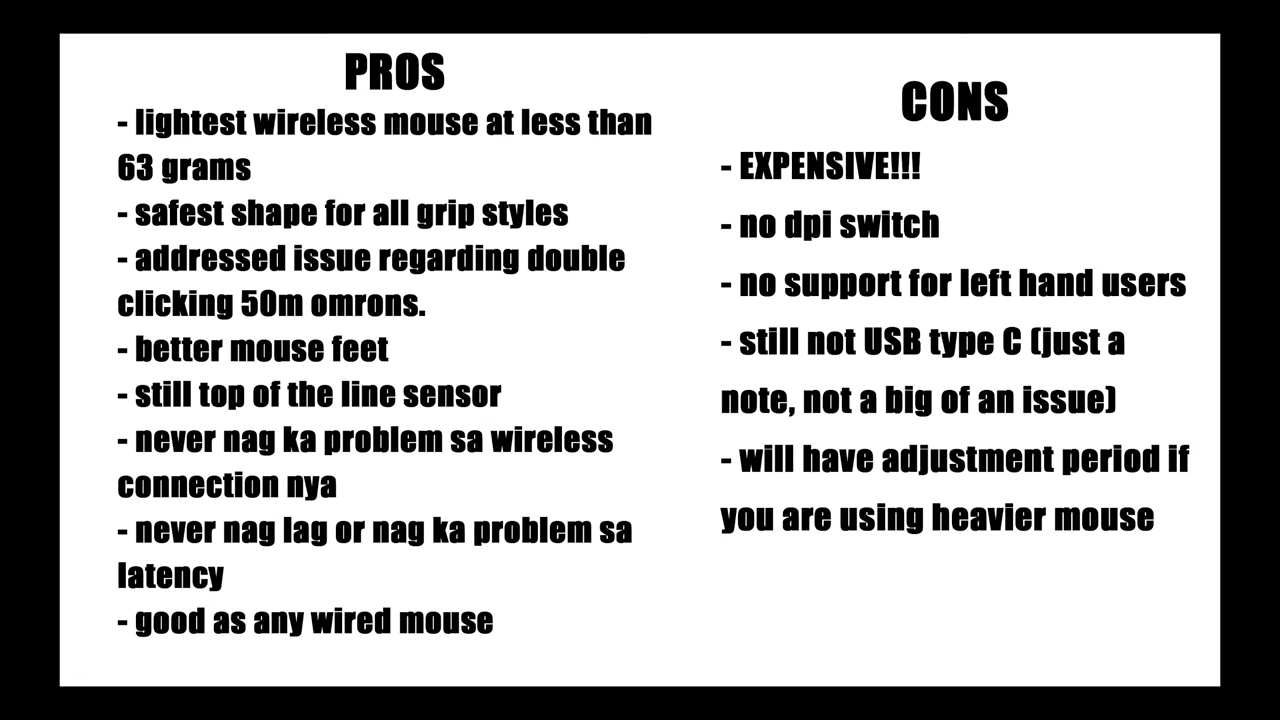 PROS
- lightest wireless mouse at less than
63 grams
- safest shape for all grip styles
- addressed issue regarding double
clicking 50m omrons.
- better mouse feet
- still top of the line sensor
- never nag ka problem sa wireless
connection nya
- never nag lag or nag ka problem sa
latency
- good as any wired mouse
CONS
- EXPENSIVE!!!
- no dpi switch
- no support for left hand users
- still not USB type C (just a
note, not a big of an issue)
- will have adjustment period if
you are using heavier mouse